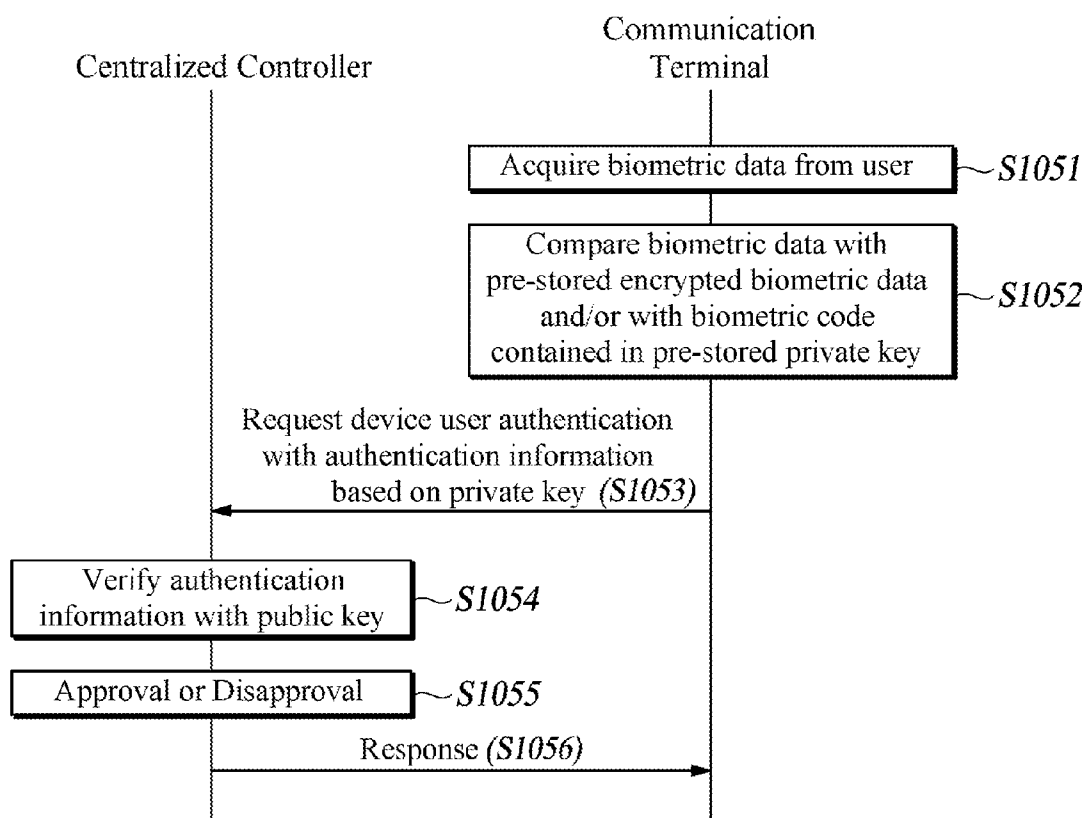 Centralized Controller
Communication
Terminal
Acquire biometric data from user
S1051
Compare biometric data with
pre-stored encrypted biometric data
and/or with biometric code
contained in pre-stored private key
S1052
Request device user authentication
with authentication information
based on private key (S1053)
Verify authentication
information with public key
S1054
Approval or Disapproval
S1055
Response (S1056)